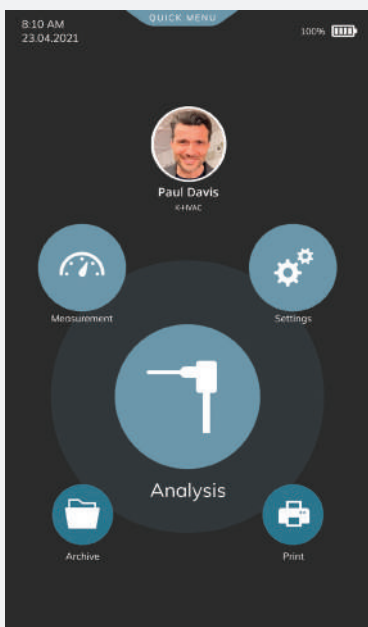 QUICK MENU
8:10 AM
100%
23.04.2021
Paul Davis
K-HVAC
Measurement
Settings
Analysis
Archive
Print